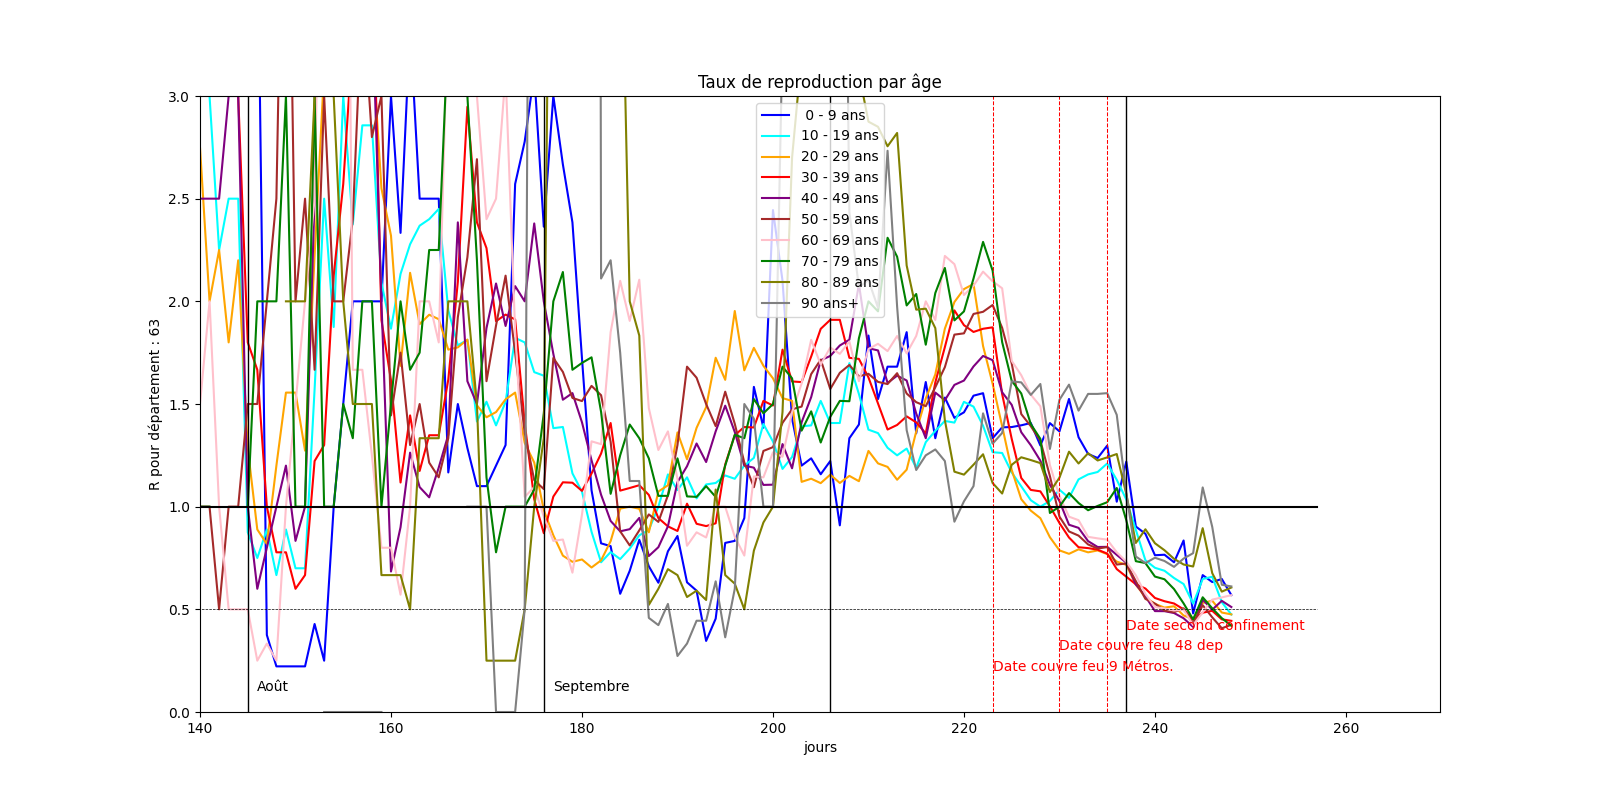 Taux de reproduction par âge
R pour département : 63
3.0
2.5
2.0
1.5
1.0
0.5
0.0
0 - 9 ans
10 - 19 ans
20 - 29 ans
30 - 39 ans
40 - 49 ans
50 - 59 ans
60 - 69 ans
70 - 79 ans
80 - 89 ans
90 ans+
Date second confinement
Date couvre feu 48 dep
Date couvre feu 9 Métros.
Août
Septembre
140
160
180
200
220
240
260
jours